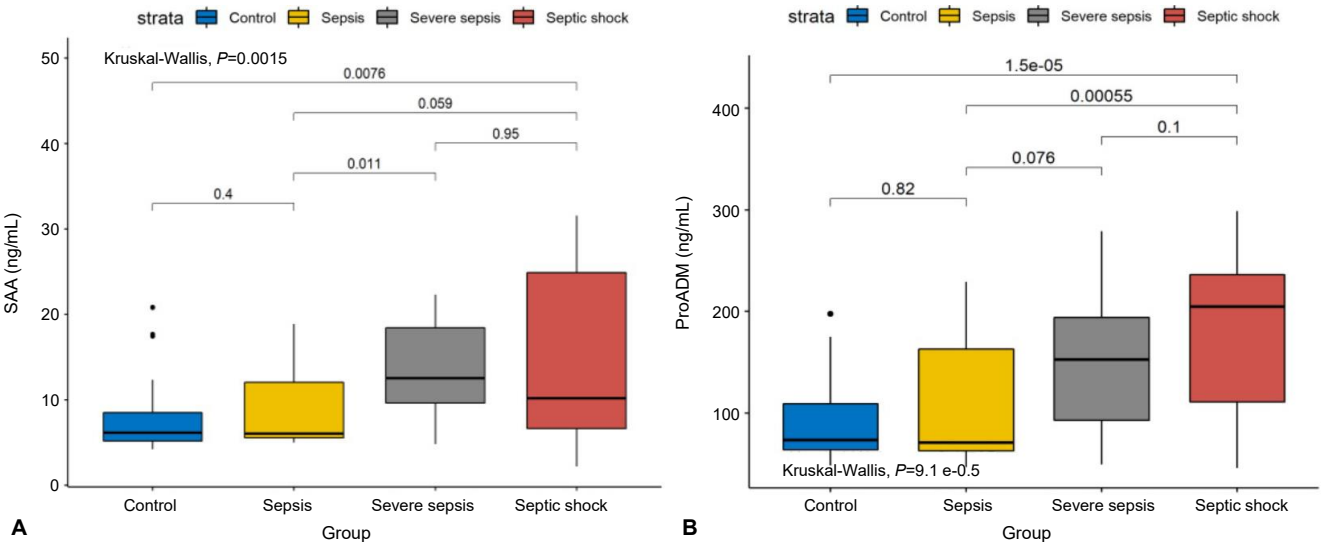 strata Control Sepsis Severe sepsis Septic shock
Kruskal-Wallis, P=0.0015
0.0076
0.059
0.95
0.011
0.4
SAA (ng/mL)
50
40
30
20
10
0
Control Sepsis Severe sepsis Septic shock
A
Group
strata Control Sepsis Severe sepsis Septic shock
1.5e-05
0.00055
0.1
0.076
0.82
ProADM (ng/mL)
400
300
200
100
Kruskal-Wallis, P=9.1 e-0.5
Control Sepsis Severe sepsis Septic shock
B
Group